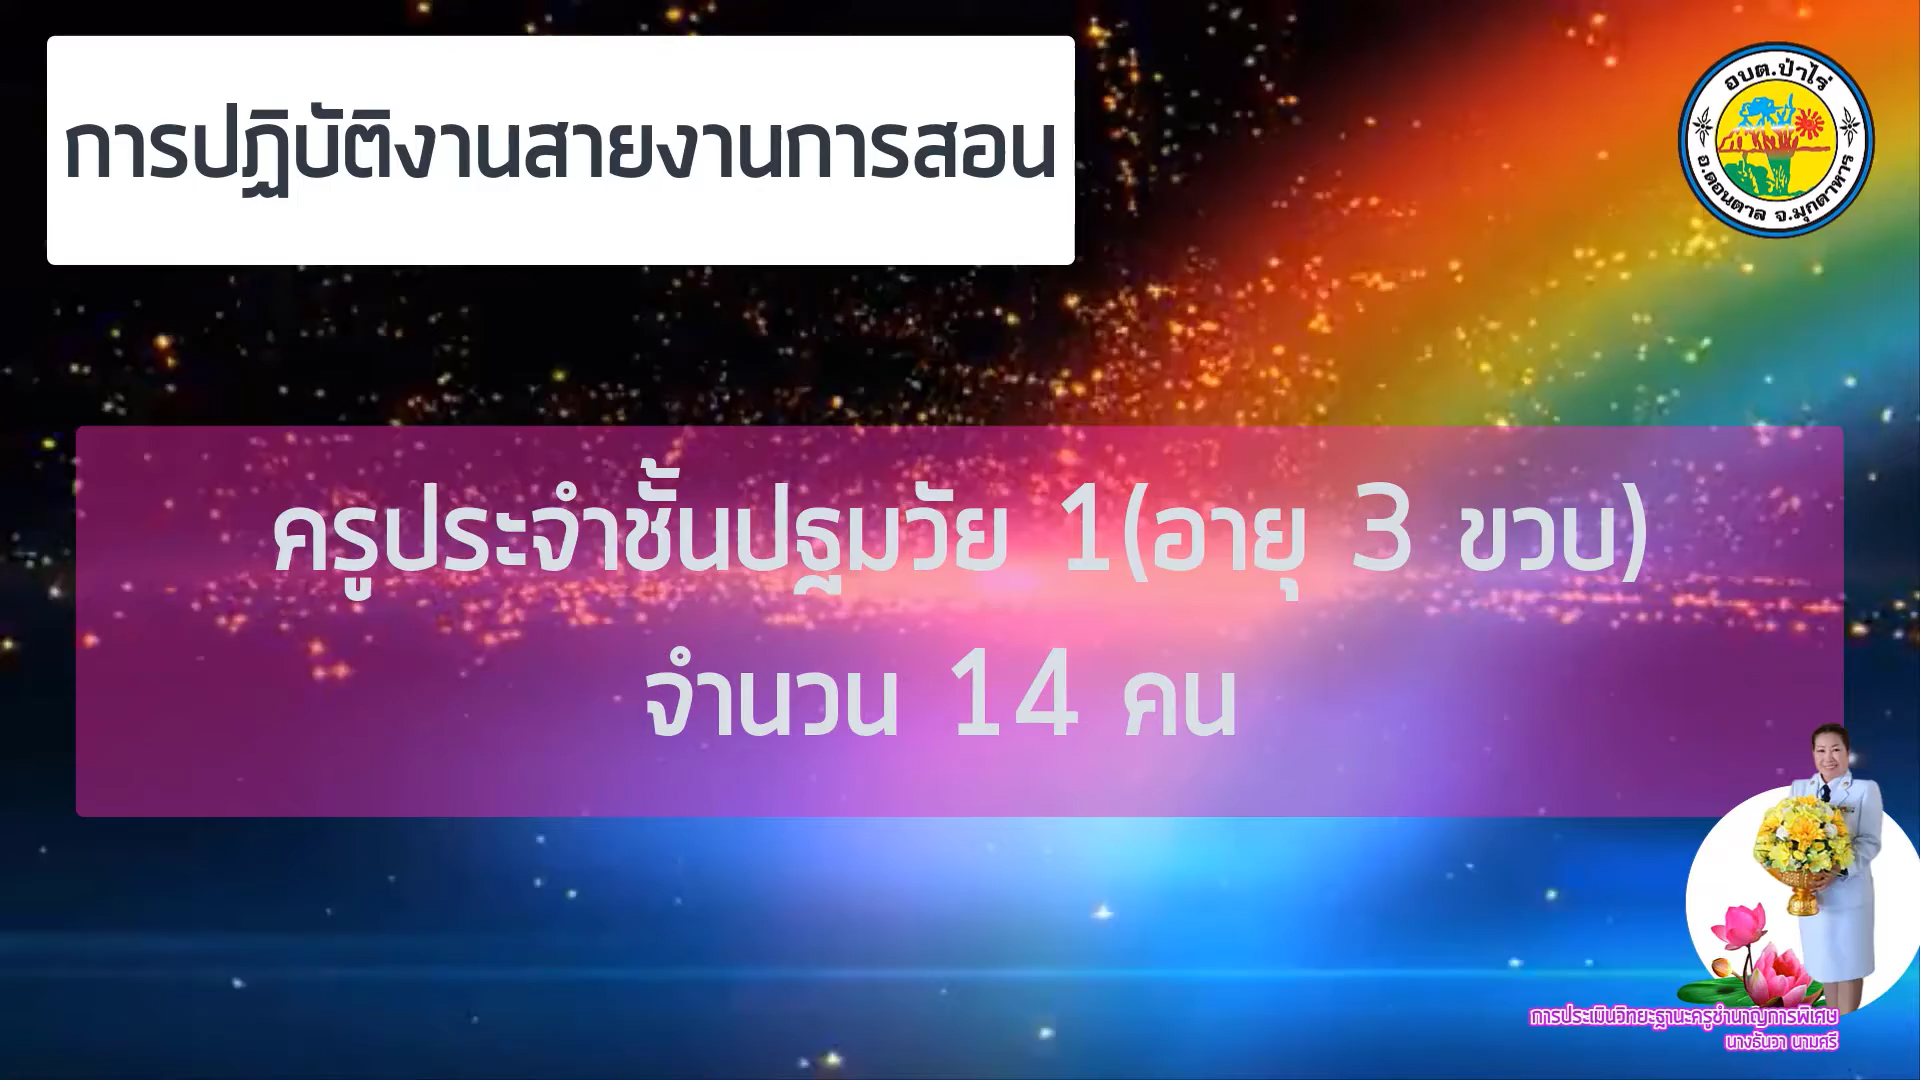 การปฏิบัติงานสายงานการสอน
อบต.ป่าไร่
อ.ดอนตาล จ.มุกดาหาร
ครูประจำชั้นปฐมวัย 1(อายุ 3 ขวบ)
จำนวน 14 คน
การประเมินวิทยะฐานะครูชำนาญการพิเศษ
นางธันวา นามศรี